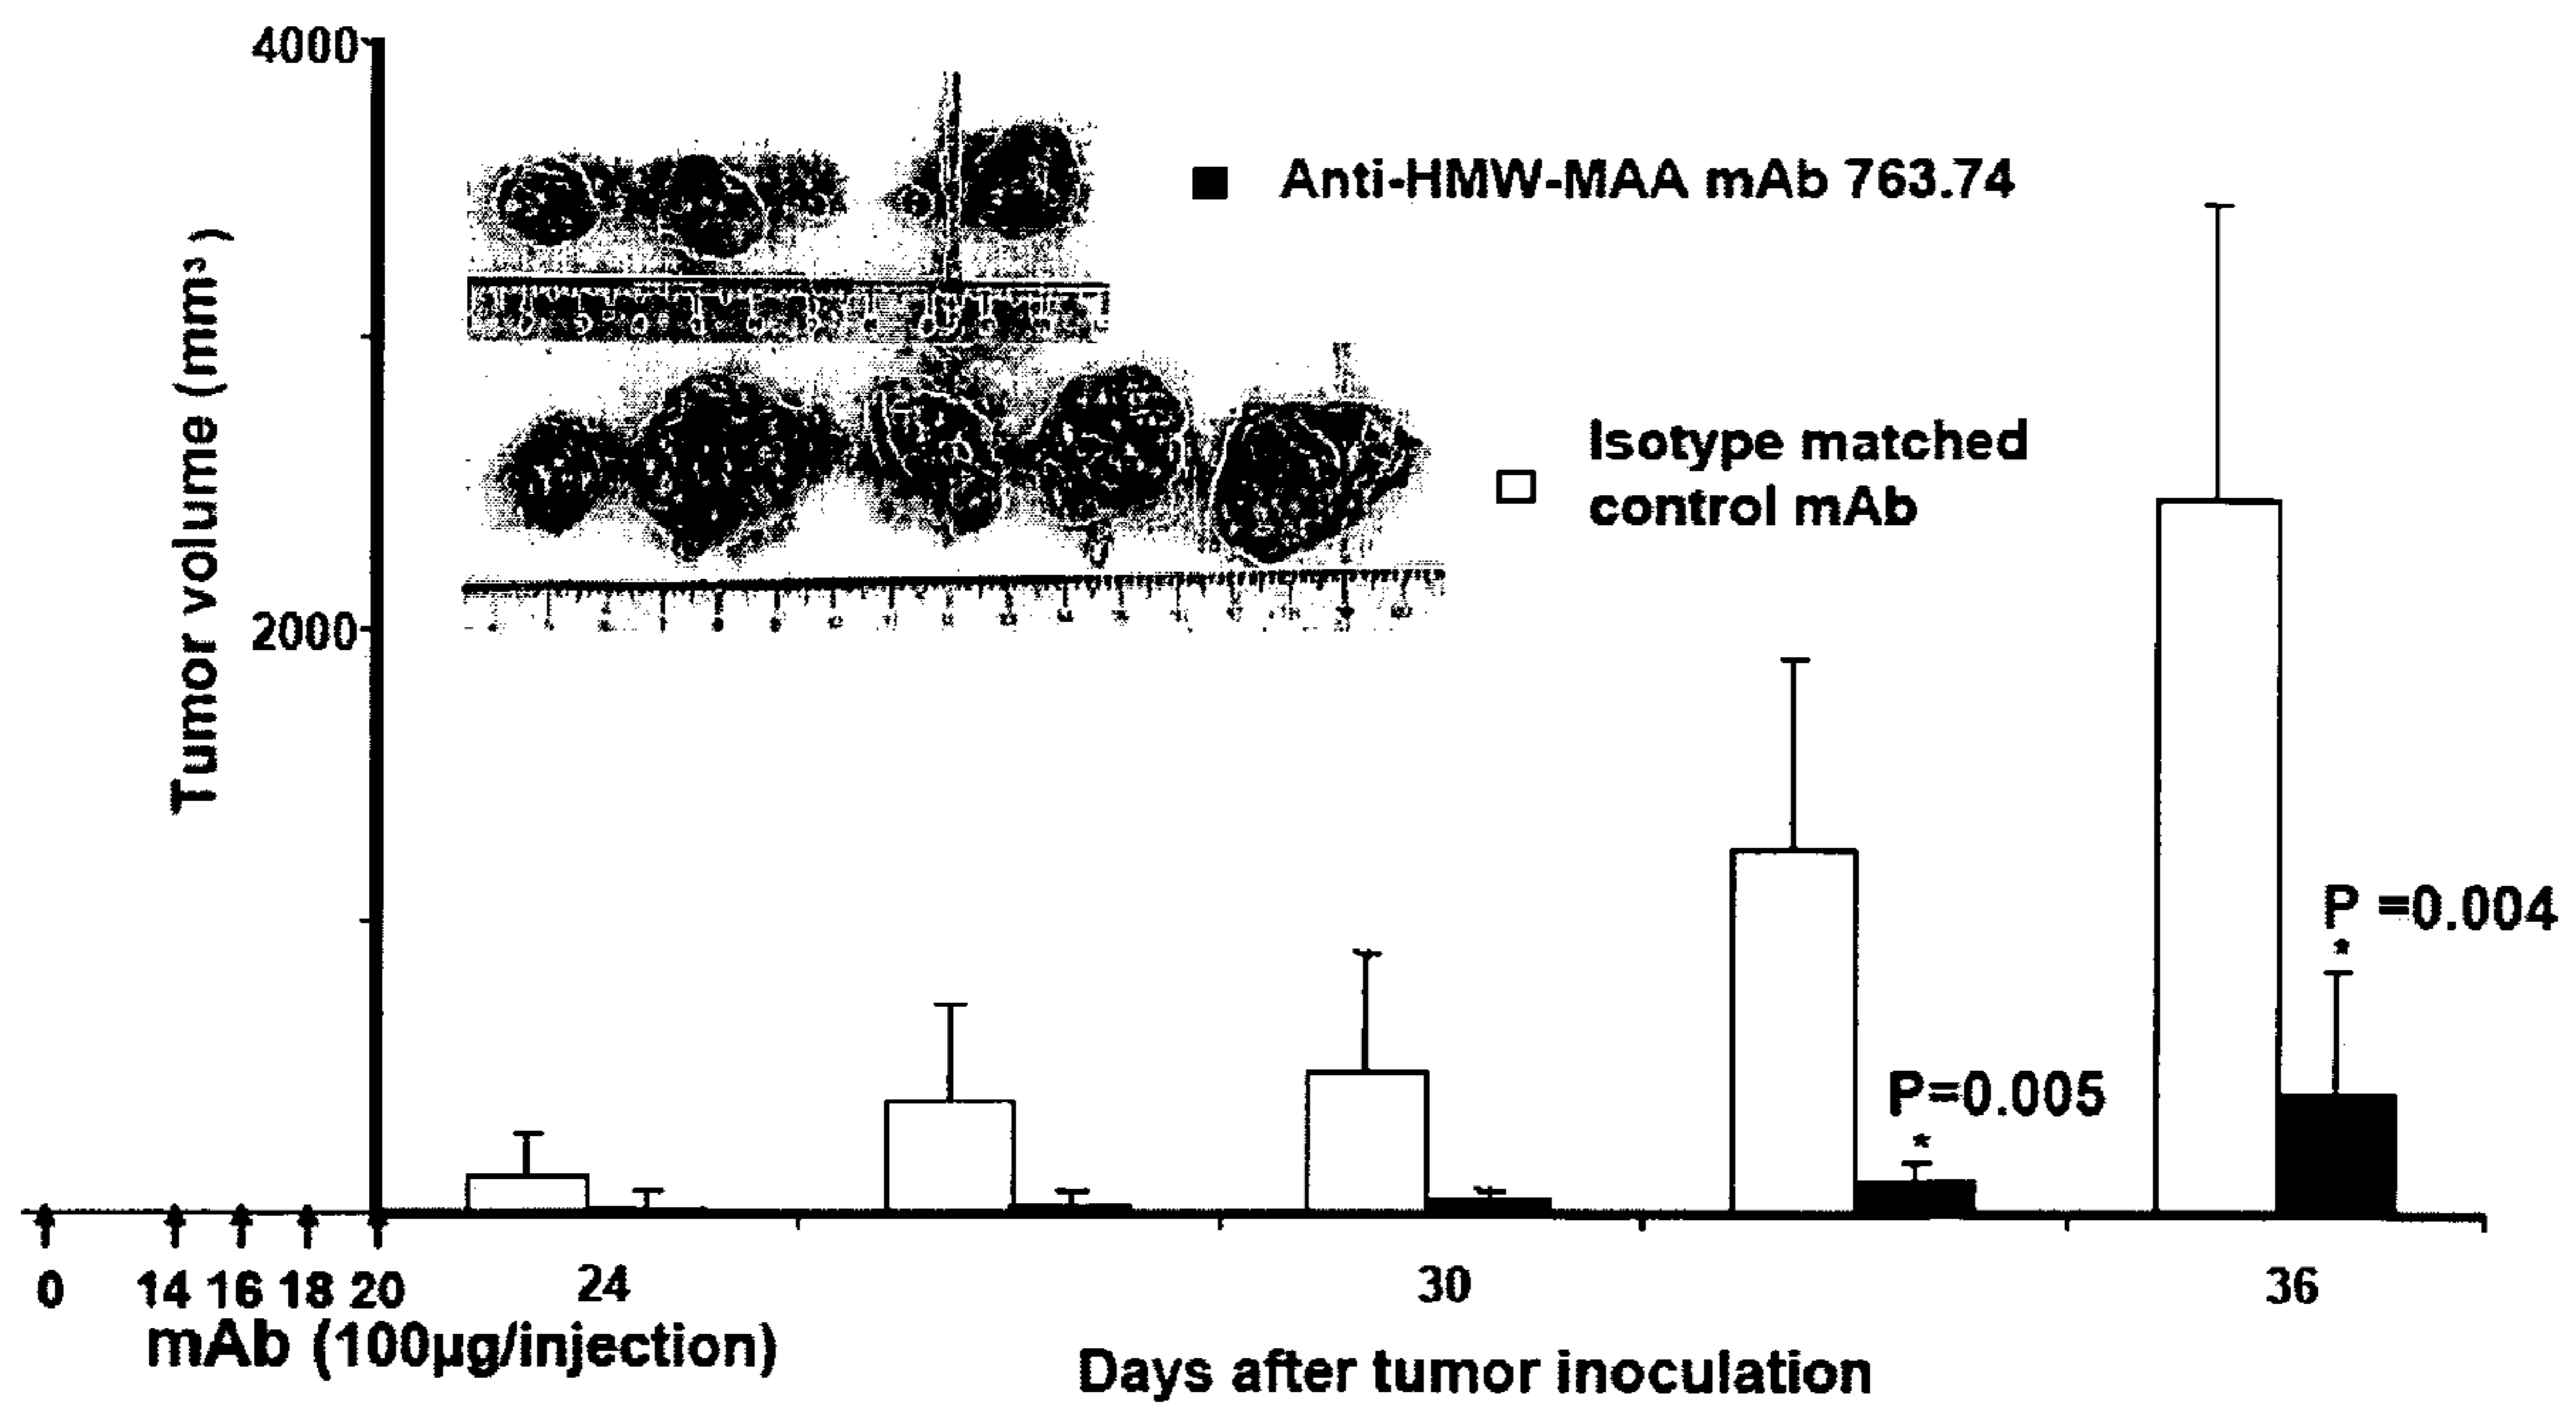 4000
Anti-HMW-MAA mAb 763.74
Tumor volume (mm³)
Isotype matched
control mAb
2000
P =0.004
*
P=0.005
*
0 14 16 18 20 24 30 36
mAb (100µg/injection)
Days after tumor inoculation